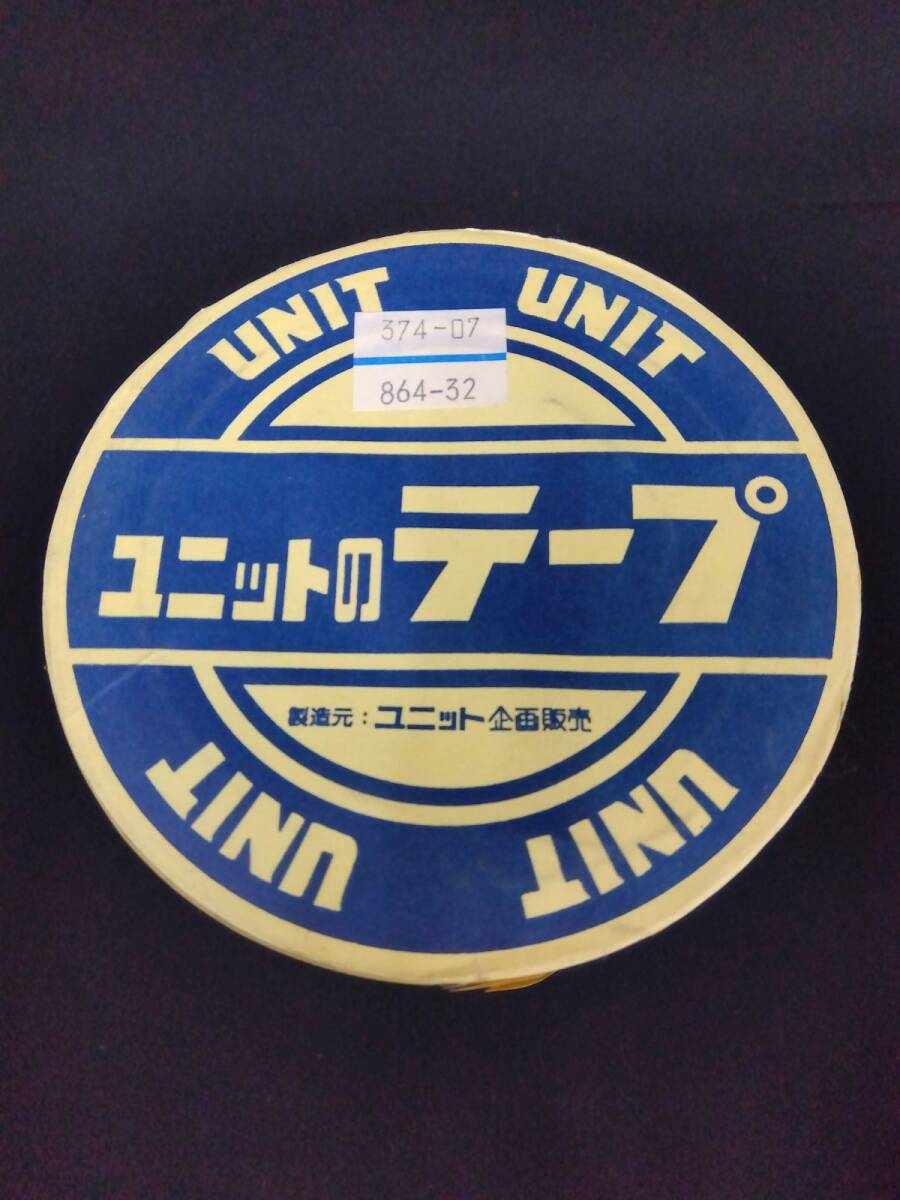 UNIT UNIT
374-07
864-32
ユニットのテープ
製造元：ユニット企画販売
UNIT UNIT